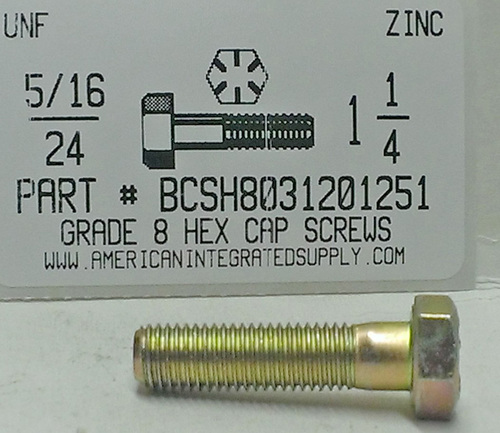 UNF ZINC
5/16
24
1 1/4
PART # BCSH8031201251
GRADE 8 HEX CAP SCREWS
WWW.AMERICANINTEGRATEDSUPPLY.COM